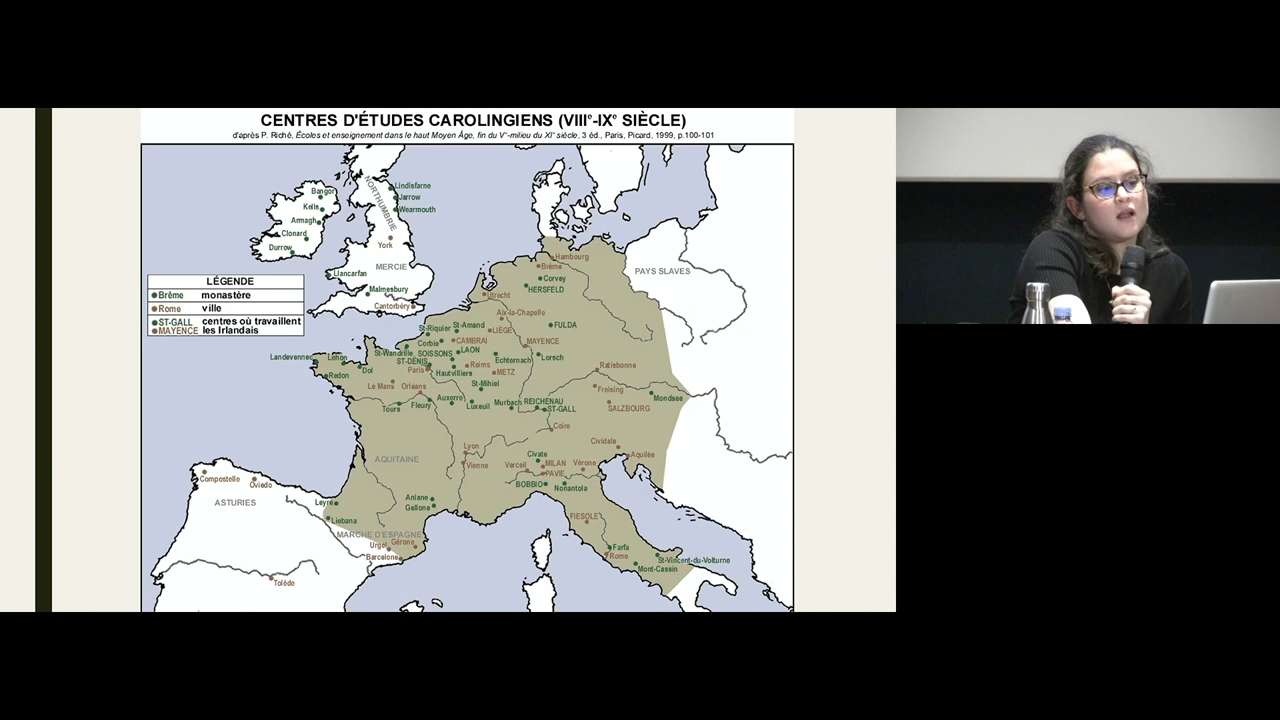 CENTRES D'ÉTUDES CAROLINGIENS (VIIIe-IXe SIÈCLE)
d'après P. Riché, Écoles et enseignement dans le haut Moyen Âge, fin du Ve-milieu du XIe siècle, 3 éd., Paris, Picard, 1999, p.100-101
NORTHUMBRIE
Lindisfarne
Bangor
Jarrow
Kells
Wearmouth
Armagh
Clonard
Durrow
York
MERCIE
Llancarfan
Malmesbury
Cantorbéry
LÉGENDE
Brême monastère
Rome ville
ST-GALL centres où travaillent
MAYENCE les Irlandais
PAYS SLAVES
Hambourg
Brême
Corvey
HERSFELD
Utrecht
Aix-la-Chapelle
St-Riquier
St-Amand
LIÈGE
FULDA
Corbie
CAMBRAI
MAYENCE
Landevennec
Lehon
St-Wandrille
SOISSONS
LAON
Echternach
Lorsch
ST-DENIS
Dol
Redon
Paris
Reims
Hautvilliers
METZ
Ratisbonne
Le Mans
Orléans
St-Mihiel
Freising
Mondsee
Tours
Fleury
Auxerre
Luxeuil
Murbach
REICHENAU
ST-GALL
SALZBOURG
Coire
Lyon
Cividale
AQUITAINE
Vienne
Civate
Verceil
MILAN
PAVIE
Vérone
Aquilée
BOBBIO
Nonantola
Compostelle
Oviedo
ASTURIES
Leyre
Liebana
Aniane
Gellone
FIESOLE
MARCHE D'ESPAGNE
Urgel
Gérone
Barcelone
Farfa
Rome
St-Vincent-du-Volturne
Mont-Cassin
Tolède